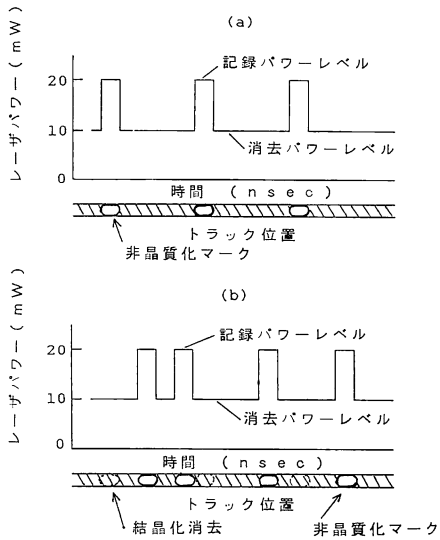 (a)
レーザパワー(mW)
記録パワーレベル
20
10
消去パワーレベル
0
時間 (nsec)
トラック位置
非晶質化マーク
(b)
レーザパワー(mW)
記録パワーレベル
20
10
消去パワーレベル
0
時間 (nsec)
トラック位置
結晶化消去
非晶質化マーク